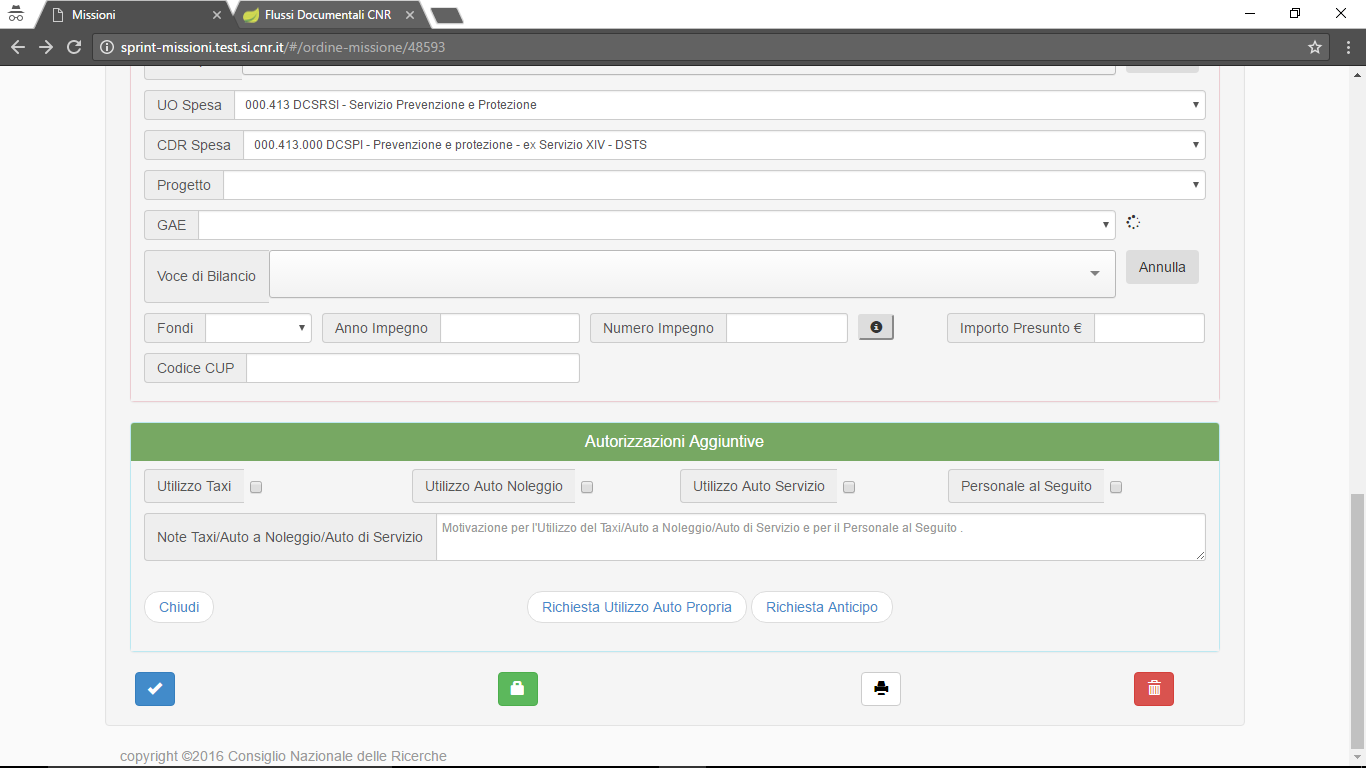 Missioni
Flussi Documentali CNR
sprint-missioni.test.si.cnr.it/#/ordine-missione/48593
UO Spesa 000.413 DCSRSI - Servizio Prevenzione e Protezione
CDR Spesa 000.413.000 DCSPI - Prevenzione e protezione - ex Servizio XIV - DSTS
Progetto
GAE
Voce di Bilancio Annulla
Fondi Anno Impegno Numero Impegno Importo Presunto €
Codice CUP
Autorizzazioni Aggiuntive
Utilizzo Taxi Utilizzo Auto Noleggio Utilizzo Auto Servizio Personale al Seguito
Note Taxi/Auto a Noleggio/Auto di Servizio Motivazione per l'Utilizzo del Taxi/Auto a Noleggio/Auto di Servizio e per il Personale al Seguito .
Chiudi Richiesta Utilizzo Auto Propria Richiesta Anticipo
copyright ©2016 Consiglio Nazionale delle Ricerche